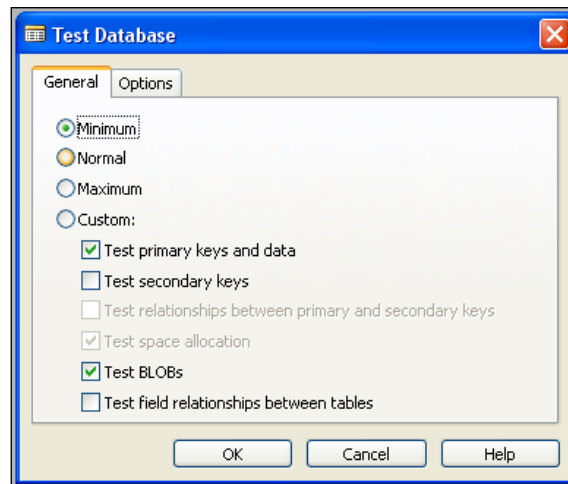 Test Database
General Options
Minimum
Normal
Maximum
Custom:
Test primary keys and data
Test secondary keys
Test relationships between primary and secondary keys
Test space allocation
Test BLOBs
Test field relationships between tables
OK Cancel Help